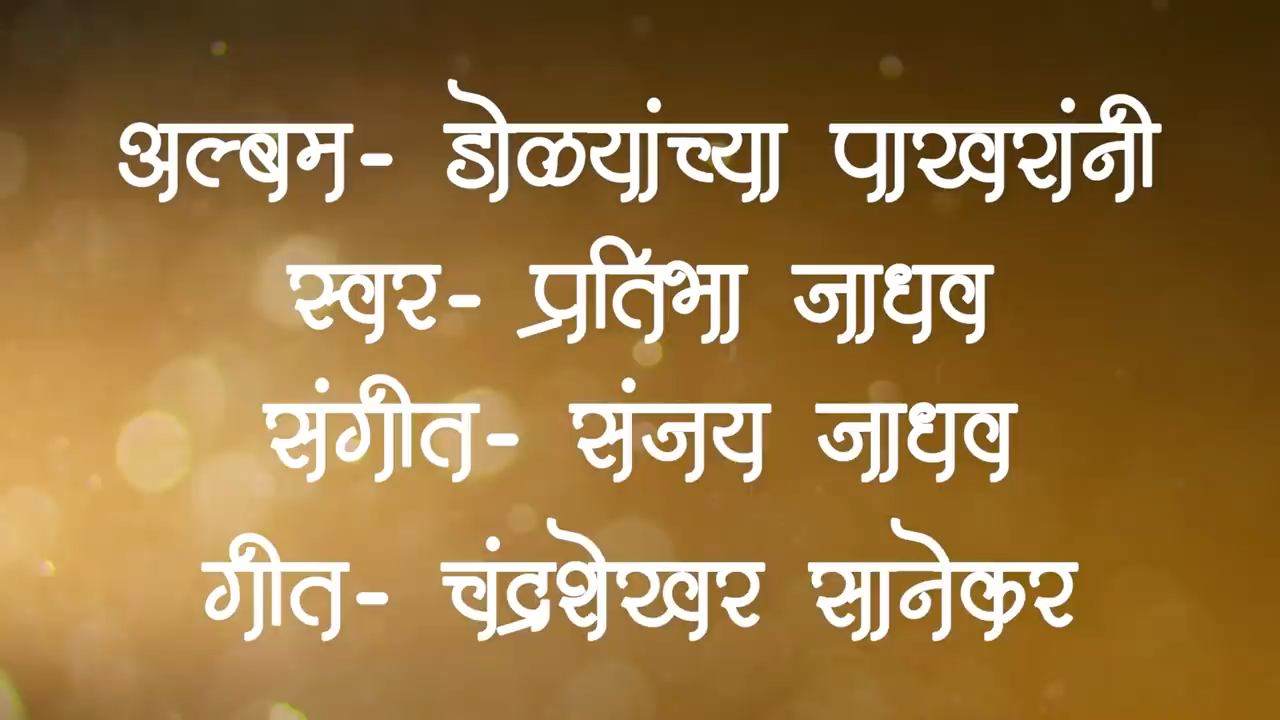 अल्बम- डोळयांच्या पाखरांनी
स्वर- प्रतिभा जाधव
संगीत- संजय जाधव
गीत- चंद्रशेखर सानेकर